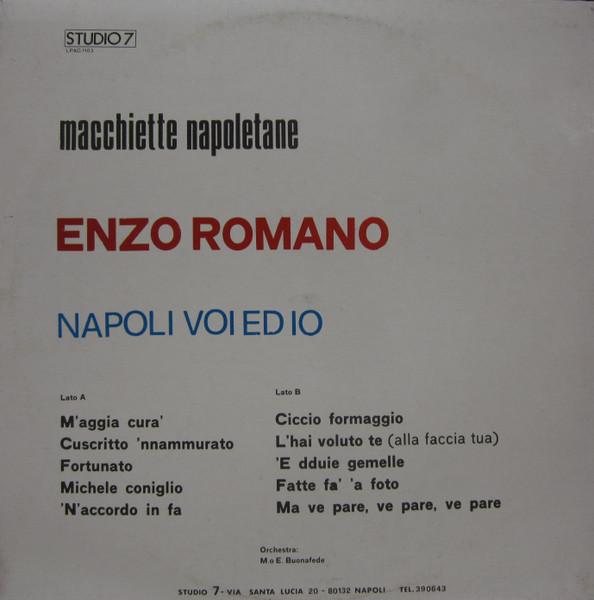 STUDIO 7
LPAC 1103
macchiette napoletane
ENZO ROMANO
NAPOLI VOI ED IO
Lato A
M'aggia cura'
Cuscritto 'nnammurato
Fortunato
Michele coniglio
'N'accordo in fa
Lato B
Ciccio formaggio
L'hai voluto te (alla faccia tua)
'E dduie gemelle
Fatte fa' 'a foto
Ma ve pare, ve pare, ve pare
Orchestra:
M.o E. Buonafede
STUDIO 7 - VIA SANTA LUCIA 20 - 80132 NAPOLI TEL. 390643